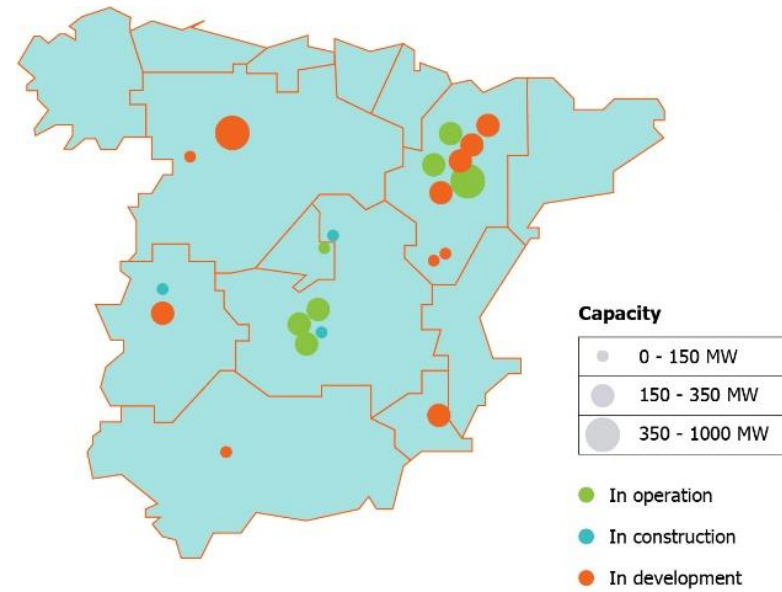 Capacity
0 - 150 MW
150 - 350 MW
350 - 1000 MW
In operation
In construction
In development